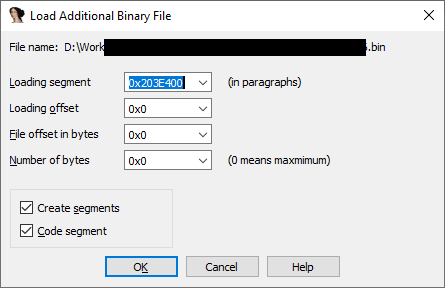 Load Additional Binary File
File name: D:\Work .bin
Loading segment 0x203E400 (in paragraphs)
Loading offset 0x0
File offset in bytes 0x0
Number of bytes 0x0 (0 means maxmimum)
Create segments
Code segment
OK Cancel Help